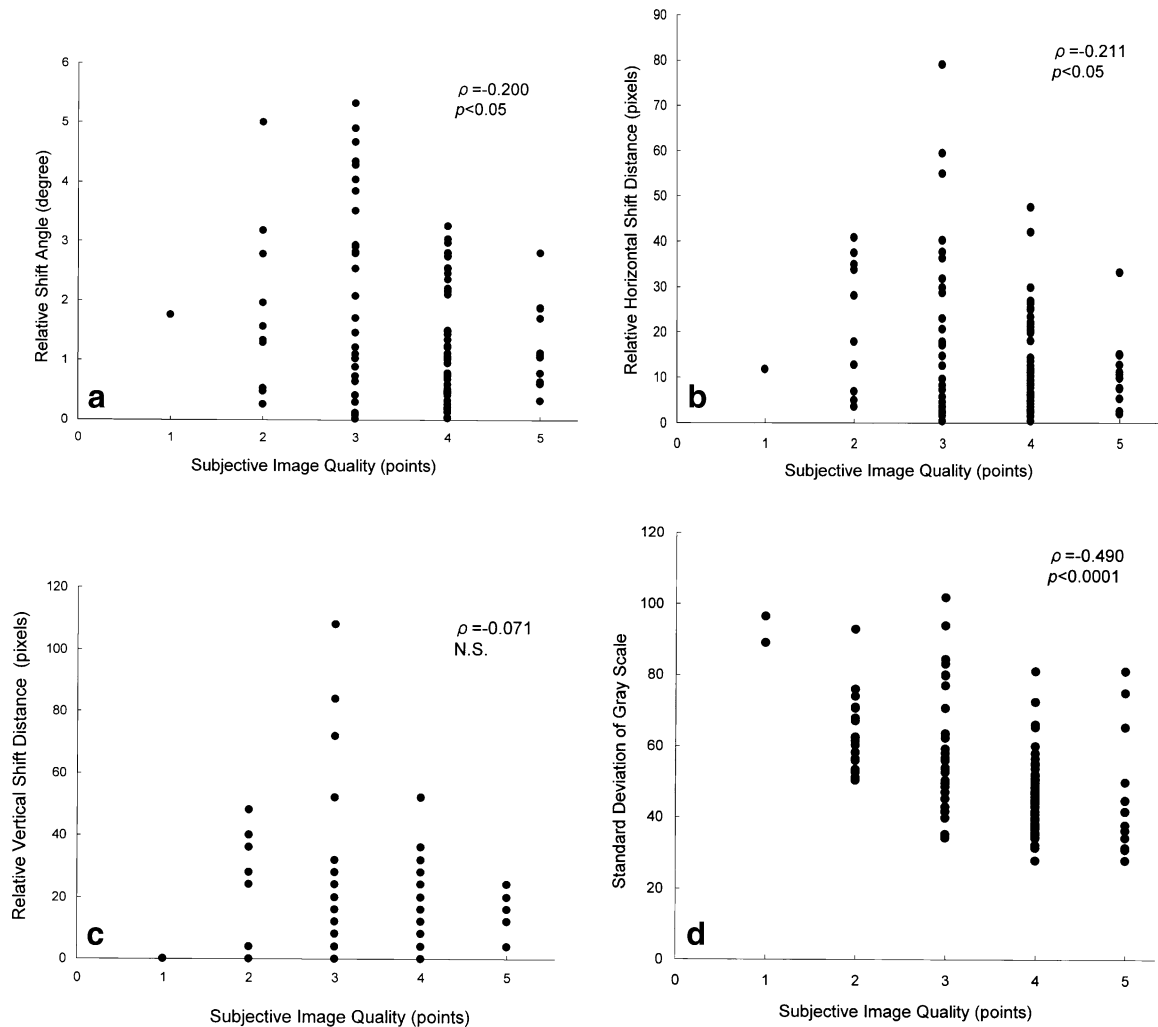 6
5
4
3
2
1
0
Relative Shift Angle (degree)
ρ =-0.200
p<0.05
a
0 1 2 3 4 5
Subjective Image Quality (points)
90
80
70
60
50
40
30
20
10
0
Relative Horizontal Shift Distance (pixels)
ρ =-0.211
p<0.05
b
0 1 2 3 4 5
Subjective Image Quality (points)
120
100
80
60
40
20
0
Relative Vertical Shift Distance (pixels)
ρ =-0.071
N.S.
c
0 1 2 3 4 5
Subjective Image Quality (points)
120
100
80
60
40
20
0
Standard Deviation of Gray Scale
ρ =-0.490
p<0.0001
d
0 1 2 3 4 5
Subjective Image Quality (points)